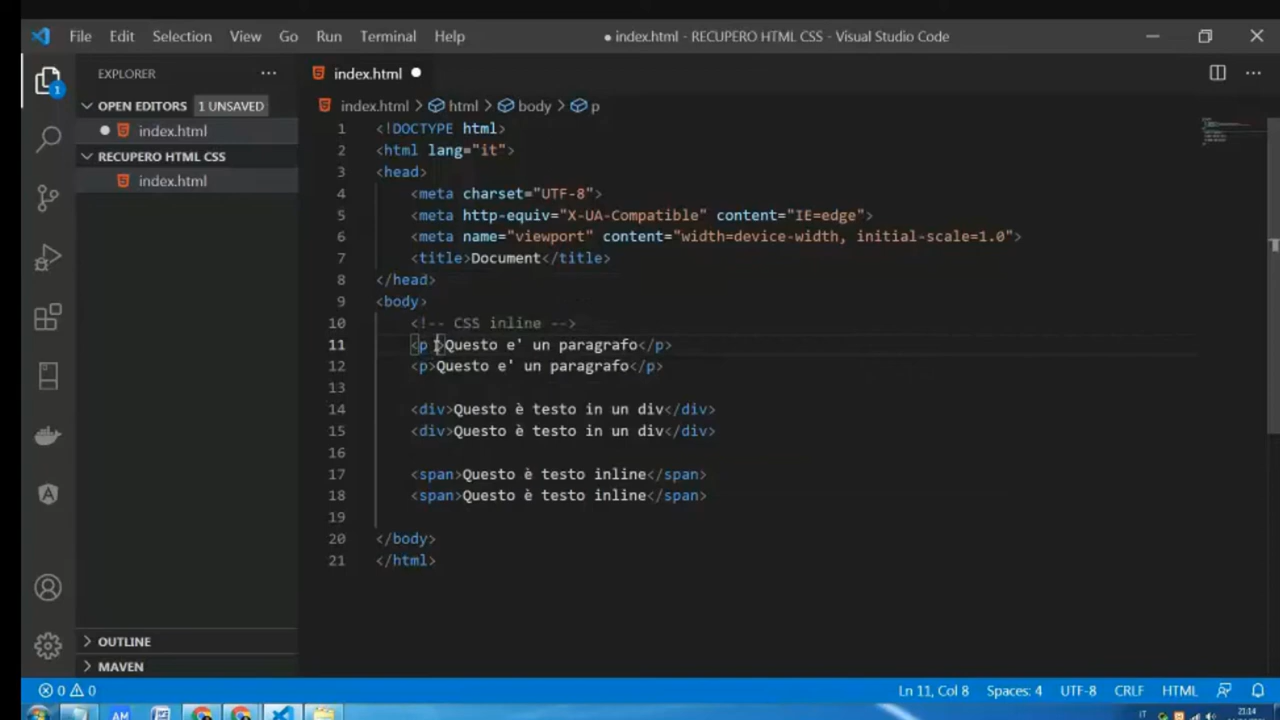 File Edit Selection View Go Run Terminal Help
● index.html - RECUPERO HTML CSS - Visual Studio Code
EXPLORER
OPEN EDITORS 1 UNSAVED
index.html
RECUPERO HTML CSS
index.html
OUTLINE
MAVEN
1
index.html
index.html > html > body > p
1 <!DOCTYPE html>
2 <html lang="it">
3 <head>
4 <meta charset="UTF-8">
5 <meta http-equiv="X-UA-Compatible" content="IE=edge">
6 <meta name="viewport" content="width=device-width, initial-scale=1.0">
7 <title>Document</title>
8 </head>
9 <body>
10 <!-- CSS inline -->
11 <p >Questo e' un paragrafo</p>
12 <p>Questo e' un paragrafo</p>
13
14 <div>Questo è testo in un div</div>
15 <div>Questo è testo in un div</div>
16
17 <span>Questo è testo inline</span>
18 <span>Questo è testo inline</span>
19
20 </body>
21 </html>
0 0 Ln 11, Col 8 Spaces: 4 UTF-8 CRLF HTML
AM W IT 21:14